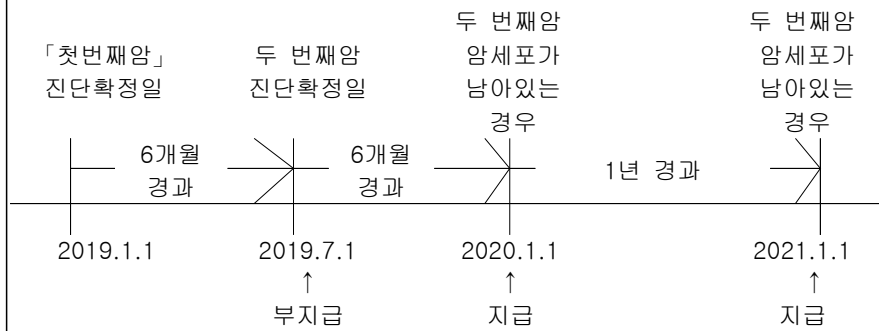 「첫번째암」
진단확정일
두 번째암
진단확정일
두 번째암
암세포가
남아있는
경우
두 번째암
암세포가
남아있는
경우
6개월
경과
6개월
경과
1년 경과
2019.1.1
2019.7.1
2020.1.1
2021.1.1
↑
↑
↑
부지급
지급
지급